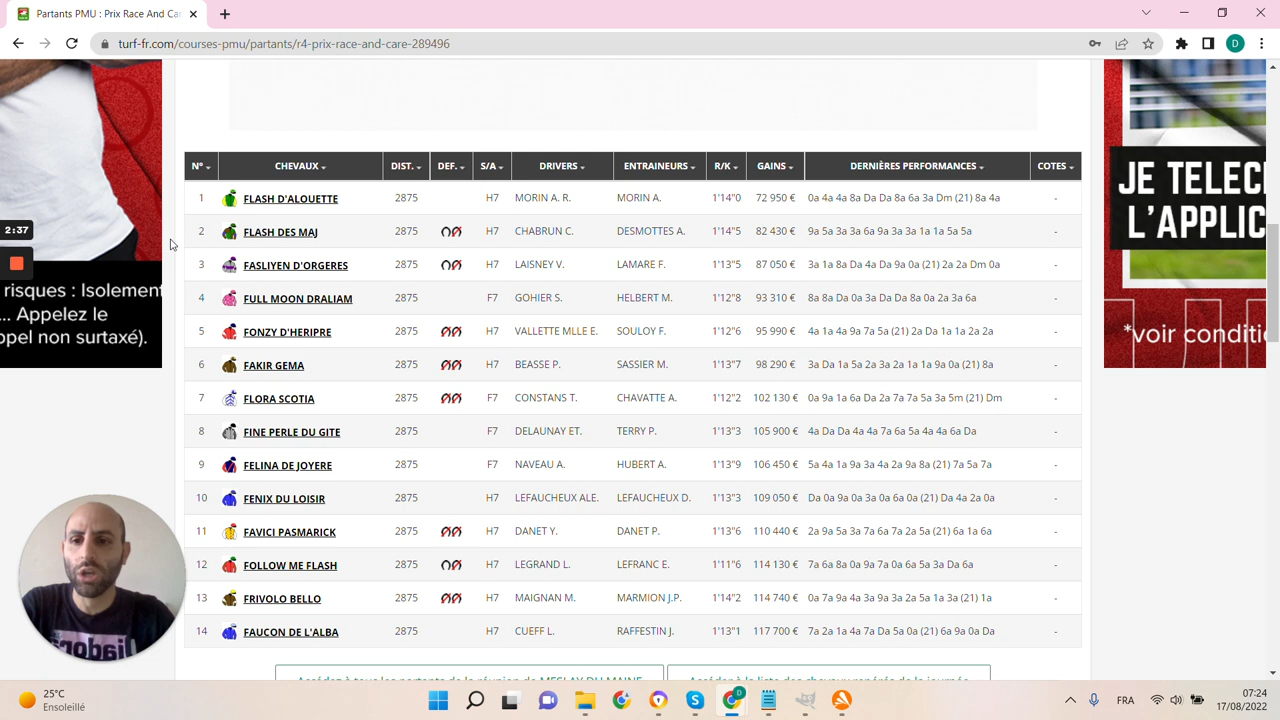 Partants PMU : Prix Race And Ca
turf-fr.com/courses-pmu/partants/r4-prix-race-and-care-289496
D
2:37
risques : Isolement
... Appelez le
ppel non surtaxé).
JE TELEC
L'APPLIC
*voir conditi
N° CHEVAUX DIST. DEF. S/A DRIVERS ENTRAINEURS R/K GAINS DERNIÈRES PERFORMANCES COTES
1 FLASH D'ALOUETTE 2875 H7 MORIN A. R. MORIN A. 1'14"0 72 950 € 0a 4a 4a 8a Da Da 8a 6a 3a Dm (21) 8a 4a -
2 FLASH DES MAJ 2875 H7 CHABRUN C. DESMOTTES A. 1'14"5 82 430 € 9a 5a 3a 3a 6a 9a 3a 3a 1a 1a 5a 5a -
3 FASLIYEN D'ORGERES 2875 H7 LAISNEY V. LAMARE F. 1'13"5 87 050 € 3a 1a 8a Da 4a Da 9a 0a (21) 2a 2a Dm 0a -
4 FULL MOON DRALIAM 2875 H7 GOHIER S. HELBERT M. 1'12"8 93 310 € 8a 8a Da 0a 3a Da Da 8a 0a 2a 3a 6a -
5 FONZY D'HERIPRE 2875 H7 VALLETTE MLLE E. SOULOY F. 1'12"6 95 990 € 4a 1a 4a 9a 7a 5a (21) 2a Da 1a 1a 2a 2a -
6 FAKIR GEMA 2875 H7 BEASSE P. SASSIER M. 1'13"7 98 290 € 3a Da 1a 5a 2a 3a 2a 1a 1a 9a 0a (21) 8a -
7 FLORA SCOTIA 2875 F7 CONSTANS T. CHAVATTE A. 1'12"2 102 130 € 0a 9a 1a 6a Da 2a 7a 7a 5a 3a 5m (21) Dm -
8 FINE PERLE DU GITE 2875 F7 DELAUNAY ET. TERRY P. 1'13"3 105 900 € 4a Da Da 4a 4a 7a 6a 5a 4a 4a 6a Da -
9 FELINA DE JOYERE 2875 F7 NAVEAU A. HUBERT A. 1'13"9 106 450 € 5a 4a 1a 9a 3a 4a 2a 9a 8a (21) 7a 5a 7a -
10 FENIX DU LOISIR 2875 H7 LEFAUCHEUX ALE. LEFAUCHEUX D. 1'13"3 109 050 € Da 0a 9a 0a 3a 0a 6a 0a (21) Da 4a 2a 0a -
11 FAVICI PASMARICK 2875 H7 DANET Y. DANET P. 1'13"6 110 440 € 2a 9a 5a 3a 7a 6a 7a 2a 5a (21) 6a 1a 6a -
12 FOLLOW ME FLASH 2875 H7 LEGRAND L. LEFRANC E. 1'11"6 114 130 € 7a 6a 8a 0a 9a 7a 0a 6a 5a 3a Da 6a -
13 FRIVOLO BELLO 2875 H7 MAIGNAN M. MARMION J.P. 1'14"2 114 740 € 0a 7a 9a 4a 3a 9a 3a 2a 5a 1a 3a (21) 1a -
14 FAUCON DE L'ALBA 2875 H7 CUEFF L. RAFFESTIN J. 1'13"1 117 700 € 7a 2a 1a 4a 7a Da 5a 0a (21) 6a 9a 0a Da -
Accéder à tous les partants de la réunion de MESLAY DU MAINE
Accéder à la liste des chevaux repérés de la journée
25°C
Ensoleillé
FRA
07:24
17/08/2022